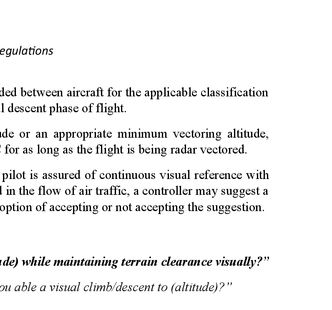 egulations
ded between aircraft for the applicable classification
l descent phase of flight.
ude or an appropriate minimum vectoring altitude,
for as long as the flight is being radar vectored.
pilot is assured of continuous visual reference with
d in the flow of air traffic, a controller may suggest a
option of accepting or not accepting the suggestion.
ude) while maintaining terrain clearance visually?”
ou able a visual climb/descent to (altitude)?”